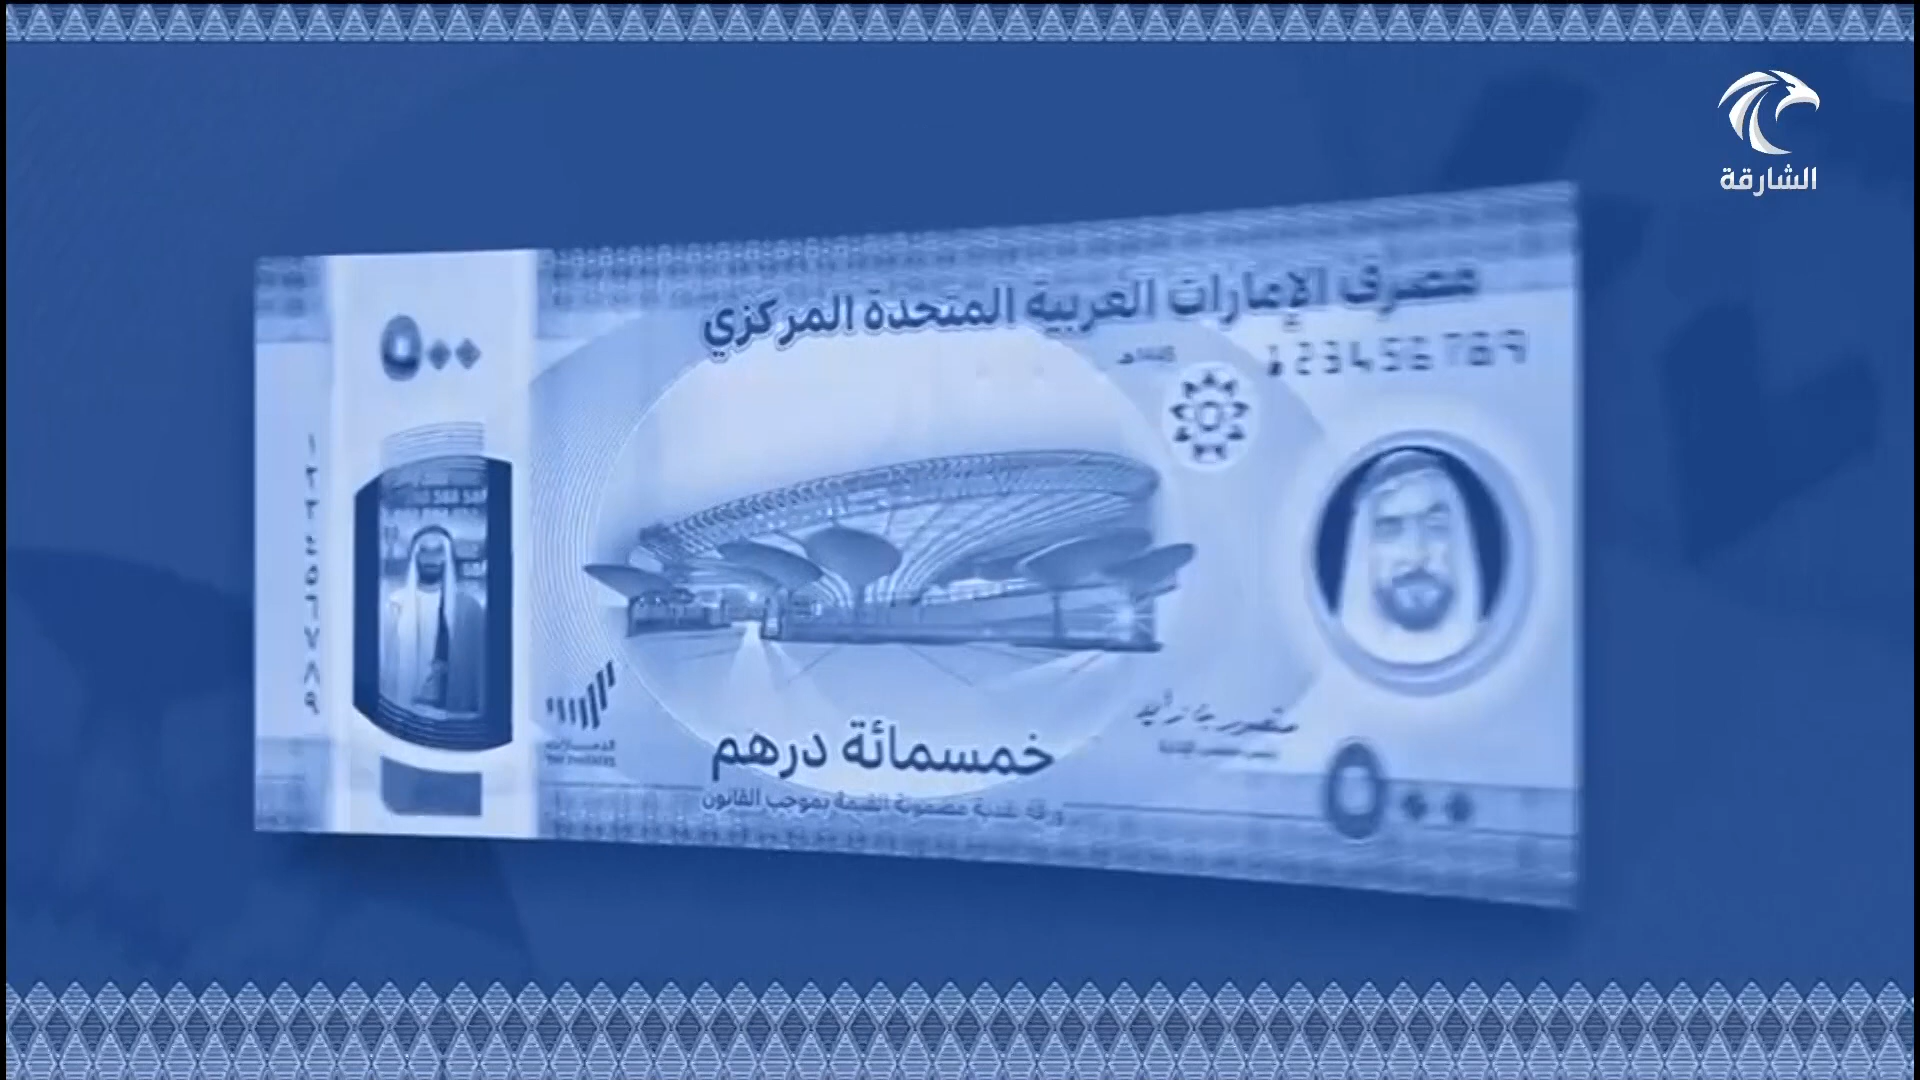 الشارقة
مصرف الإمارات العربية المتحدة المركزي
123456789
٥٠٠
١٢٣٤٥٦٧٨٩
خمسمائة درهم
ورقة نقدية مضمونة القيمة بموجب القانون
٥٠٠